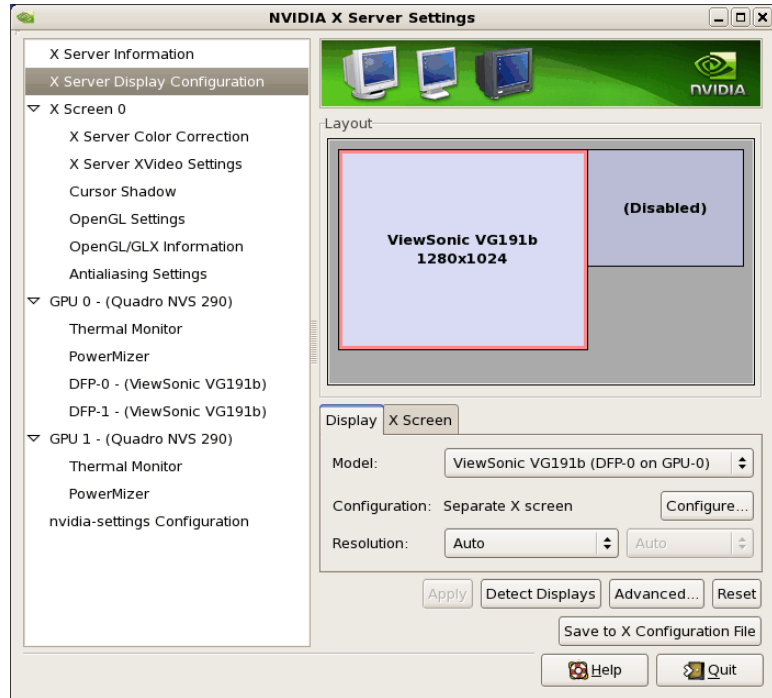 NVIDIA X Server Settings
X Server Information
X Server Display Configuration
X Screen 0
X Server Color Correction
X Server XVideo Settings
Cursor Shadow
OpenGL Settings
OpenGL/GLX Information
Antialiasing Settings
GPU 0 - (Quadro NVS 290)
Thermal Monitor
PowerMizer
DFP-0 - (ViewSonic VG191b)
DFP-1 - (ViewSonic VG191b)
GPU 1 - (Quadro NVS 290)
Thermal Monitor
PowerMizer
nvidia-settings Configuration
NVIDIA
Layout
ViewSonic VG191b
1280x1024
(Disabled)
Display X Screen
Model: ViewSonic VG191b (DFP-0 on GPU-0)
Configuration: Separate X screen Configure...
Resolution: Auto Auto
Apply Detect Displays Advanced... Reset
Save to X Configuration File
Help Quit